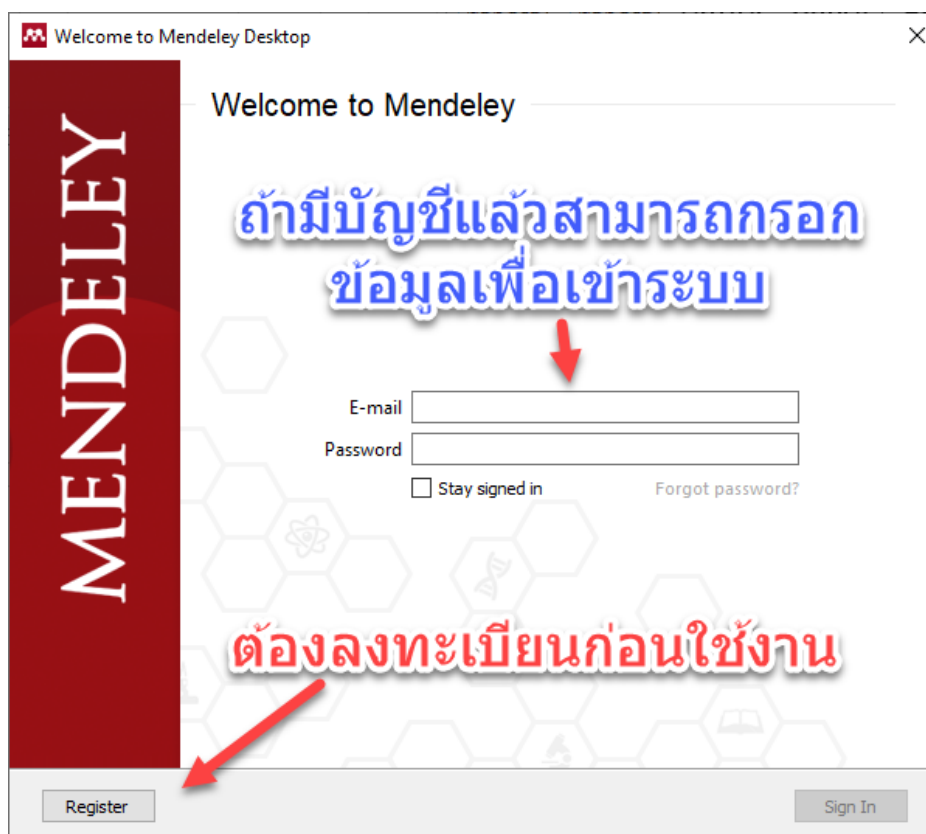 Welcome to Mendeley Desktop
MENDELEY
Welcome to Mendeley
ถ้ามีบัญชีแล้วสามารถกรอก
ข้อมูลเพื่อเข้าระบบ
E-mail
Password
Stay signed in Forgot password?
ต้องลงทะเบียนก่อนใช้งาน
Register Sign In